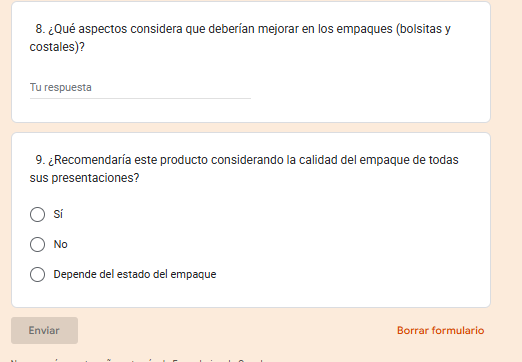 8. ¿Qué aspectos considera que deberían mejorar en los empaques (bolsitas y
costales)?
Tu respuesta
9. ¿Recomendaría este producto considerando la calidad del empaque de todas
sus presentaciones?
Sí
No
Depende del estado del empaque
Enviar
Borrar formulario